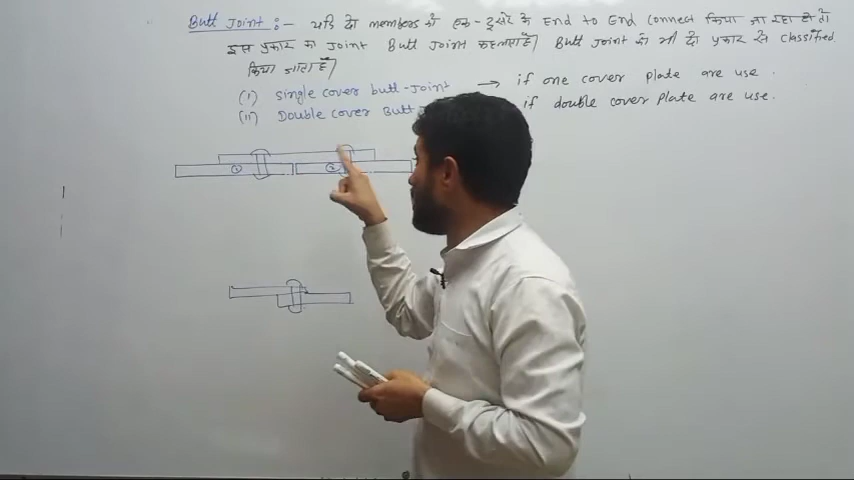 Butt Joint :- यदि दो members को एक-दूसरे के End to End connect किया जा रहा हो तो
इस प्रकार का Joint Butt Joint कहलाता है। Butt Joint को भी दो प्रकार से classified
किया जाता है।
(i) Single cover butt-Joint → if one cover plate are use.
(ii) Double cover Butt J if double cover plate are use.
① ②